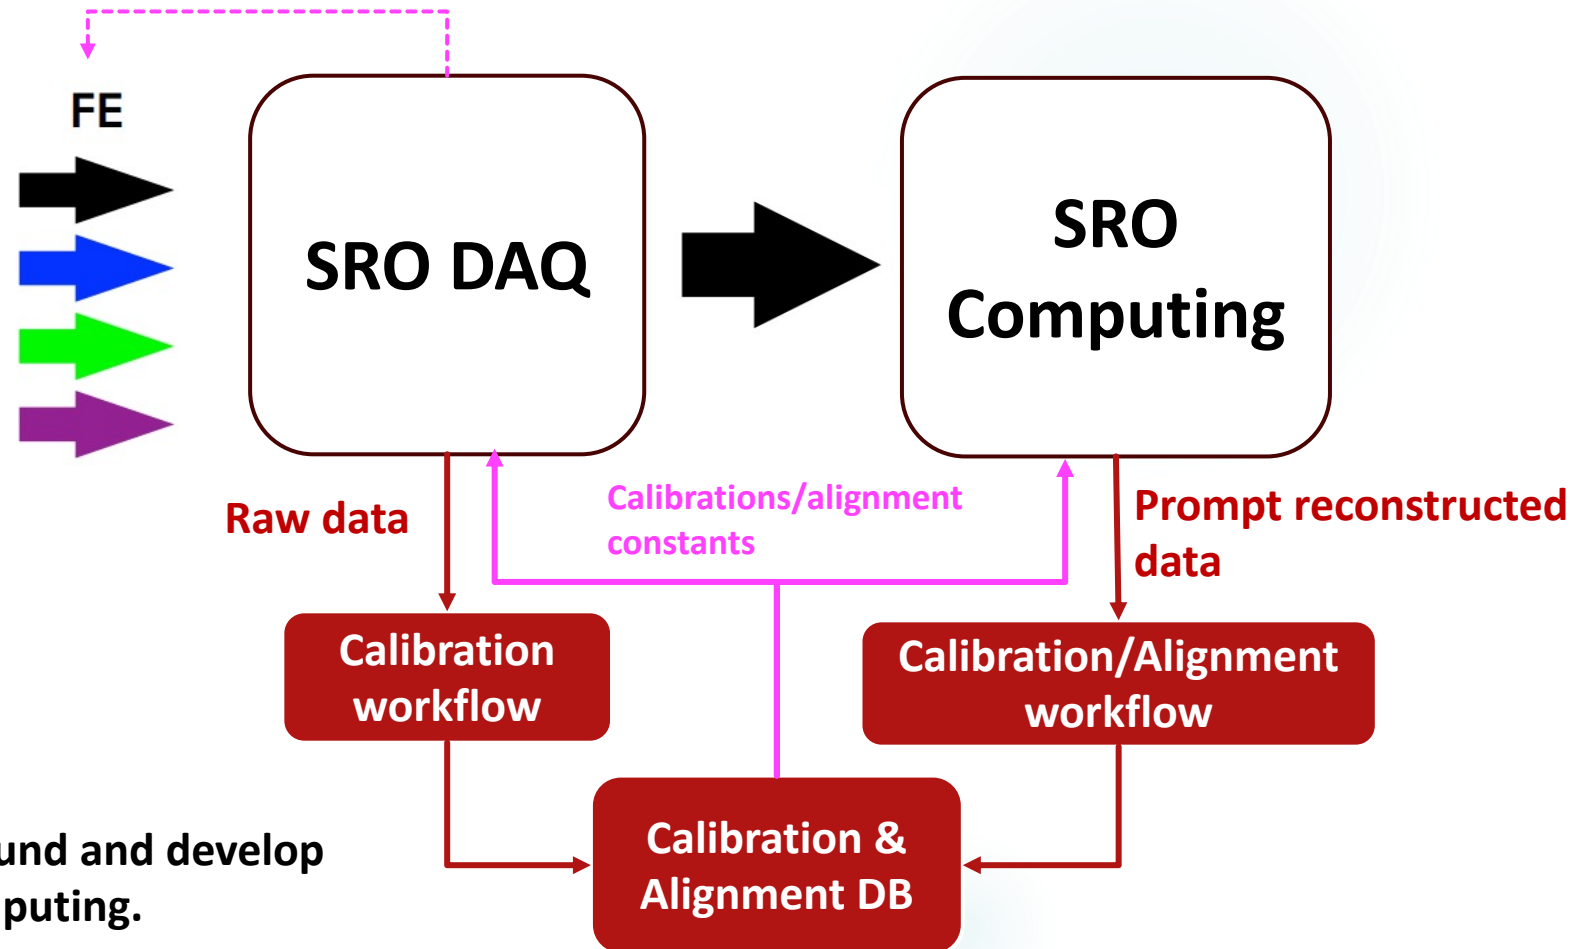 FE
SRO DAQ
SRO
Computing
Raw data
Calibrations/alignment
constants
Prompt reconstructed
data
Calibration
workflow
Calibration/Alignment
workflow
Calibration &
Alignment DB
und and develop
puting.